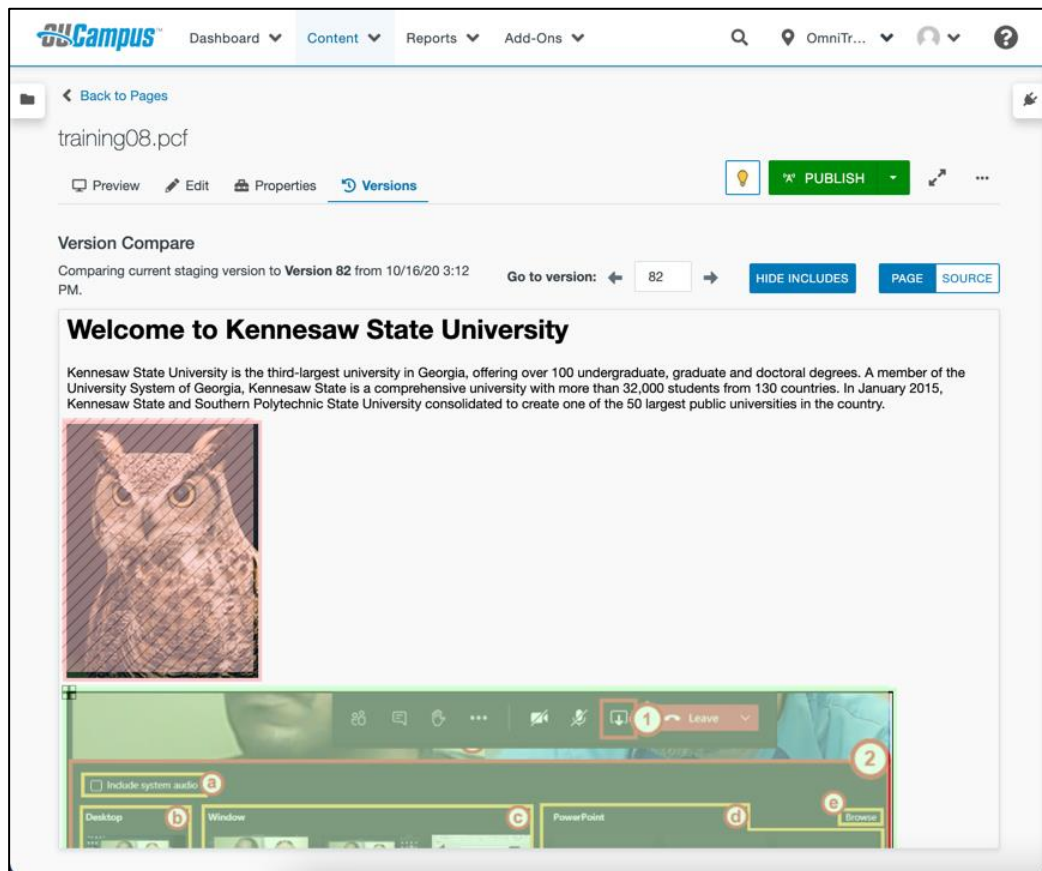 OU Campus™ Dashboard Content Reports Add-Ons OmniTr... ?
Back to Pages
training08.pcf
Preview Edit Properties Versions PUBLISH ...
Version Compare
Comparing current staging version to Version 82 from 10/16/20 3:12
PM.
Go to version: 82 HIDE INCLUDES PAGE SOURCE
Welcome to Kennesaw State University
Kennesaw State University is the third-largest university in Georgia, offering over 100 undergraduate, graduate and doctoral degrees. A member of the
University System of Georgia, Kennesaw State is a comprehensive university with more than 32,000 students from 130 countries. In January 2015,
Kennesaw State and Southern Polytechnic State University consolidated to create one of the 50 largest public universities in the country.
1 Leave
2
Include system audio a
e
Desktop b Window c PowerPoint d Browse